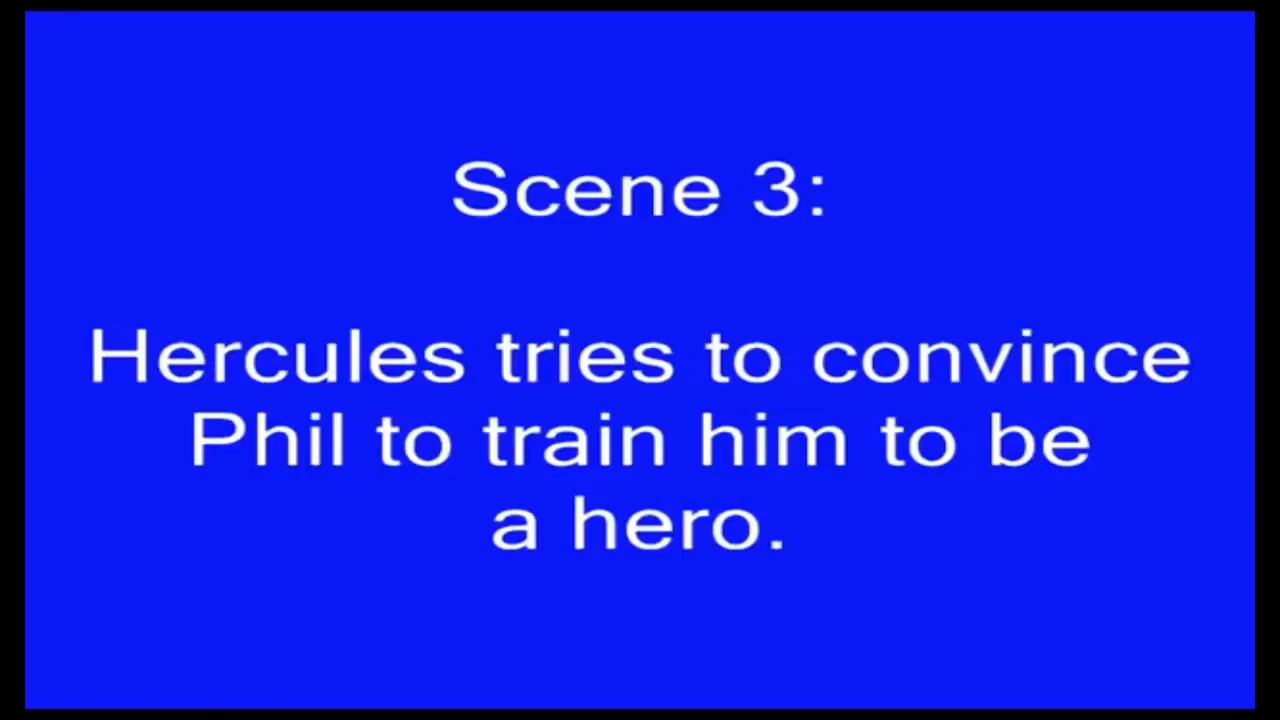 Scene 3:
Hercules tries to convince
Phil to train him to be
a hero.